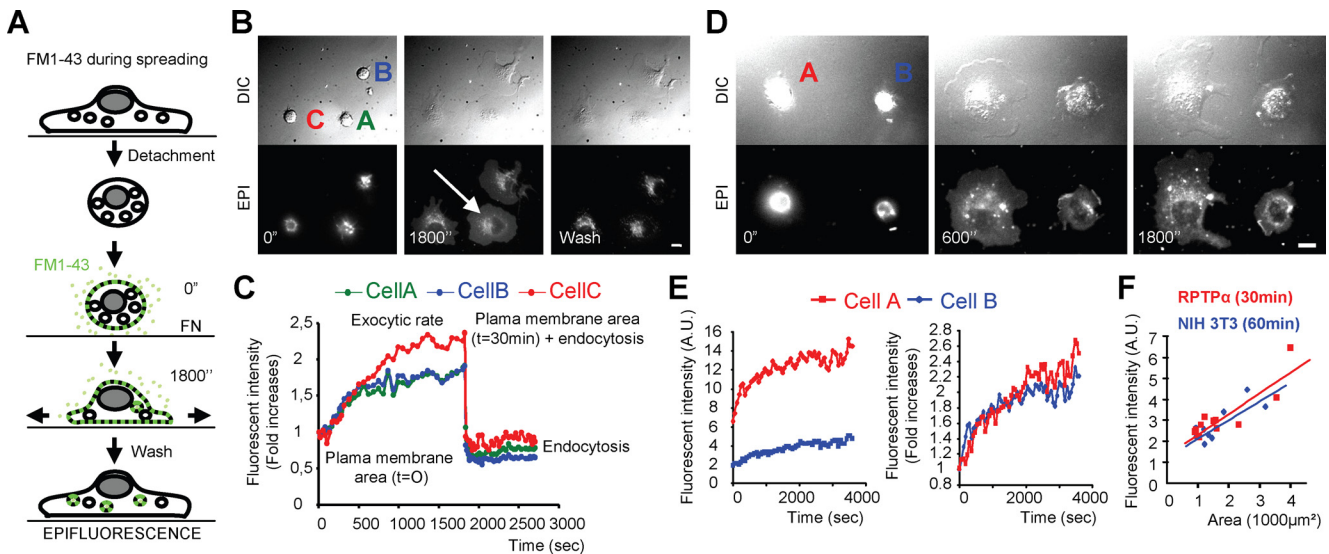 A
FM1-43 during spreading
Detachment
FM1-43
0"
FN
1800''
Wash
EPIFLUORESCENCE
B
DIC
B
C
A
EPI
0"
1800"
Wash
C
CellA
CellB
CellC
Fluorescent intensity
(Fold increases)
2,5
2
1,5
1
0,5
0
Exocytic rate
Plama membrane area
(t=30min) + endocytosis
Plama membrane
area (t=O)
Endocytosis
0 500 1000 1500 2000 2500 3000
Time (sec)
D
DIC
A
B
EPI
0"
600"
1800"
E
Cell A
Cell B
Fluorescent intensity (A.U.)
16
14
12
10
8
6
4
2
0
0 2000 4000
Time (sec)
Fluorescent intensity
(Fold increases)
2.8
2.6
2.4
2.2
2.0
1.8
1.6
1.4
1.2
1.0
0.8
0 2000 4000
Time (sec)
F
RPTPα (30min)
NIH 3T3 (60min)
Fluorescent intensity (A.U.)
7
6
5
4
3
2
1
0
0 1 2 3 4
Area (1000µm²)